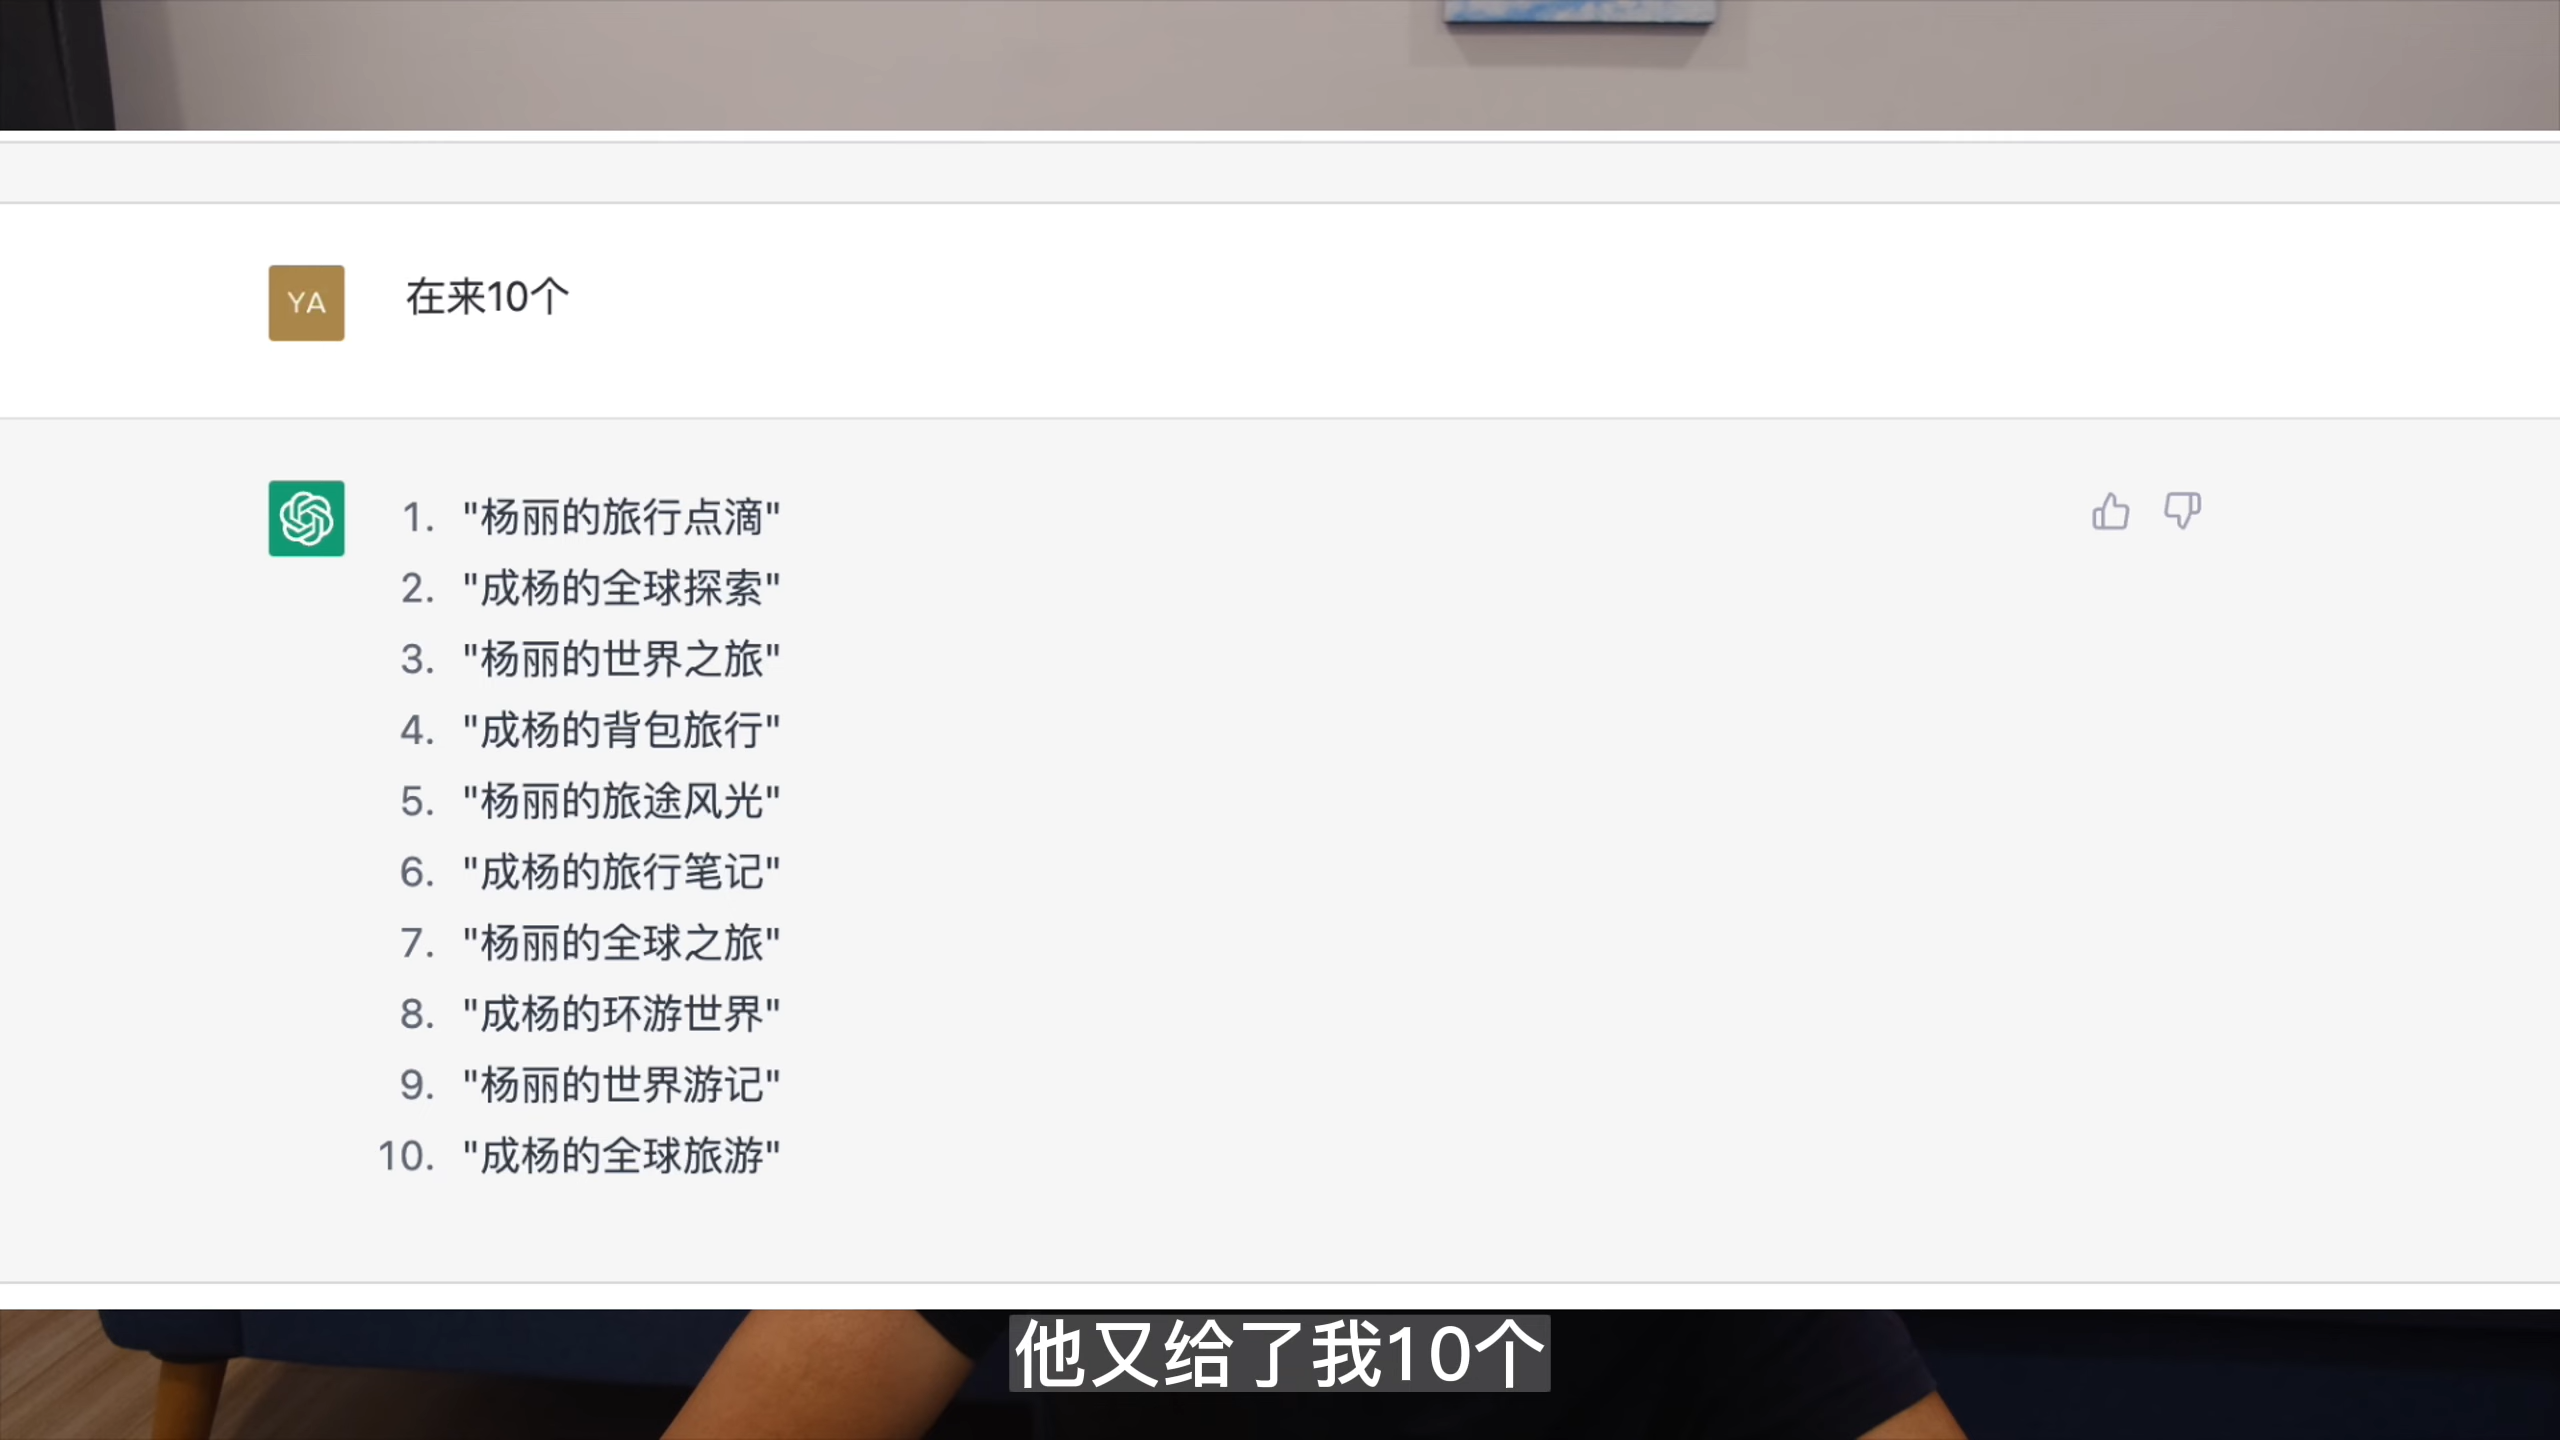 YA
在来10个
1. "杨丽的旅行点滴"
2. "成杨的全球探索"
3. "杨丽的世界之旅"
4. "成杨的背包旅行"
5. "杨丽的旅途风光"
6. "成杨的旅行笔记"
7. "杨丽的全球之旅"
8. "成杨的环游世界"
9. "杨丽的世界游记"
10. "成杨的全球旅游"
他又给了我10个